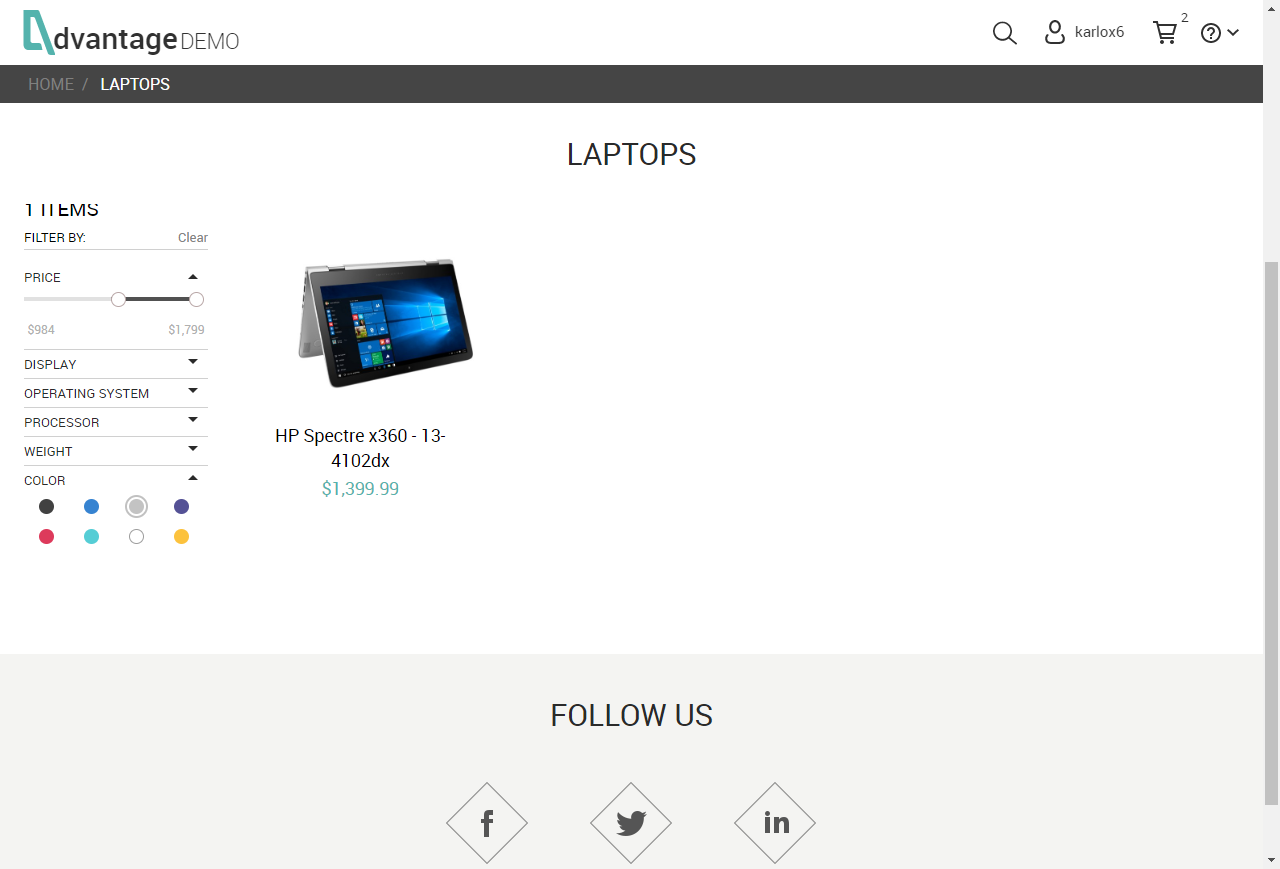 dvantage DEMO
karlox6
2
HOME / LAPTOPS
LAPTOPS
1 ITEMS
FILTER BY:
Clear
PRICE
$984
$1,799
DISPLAY
OPERATING SYSTEM
PROCESSOR
WEIGHT
COLOR
HP Spectre x360 - 13-
4102dx
$1,399.99
FOLLOW US
f
in